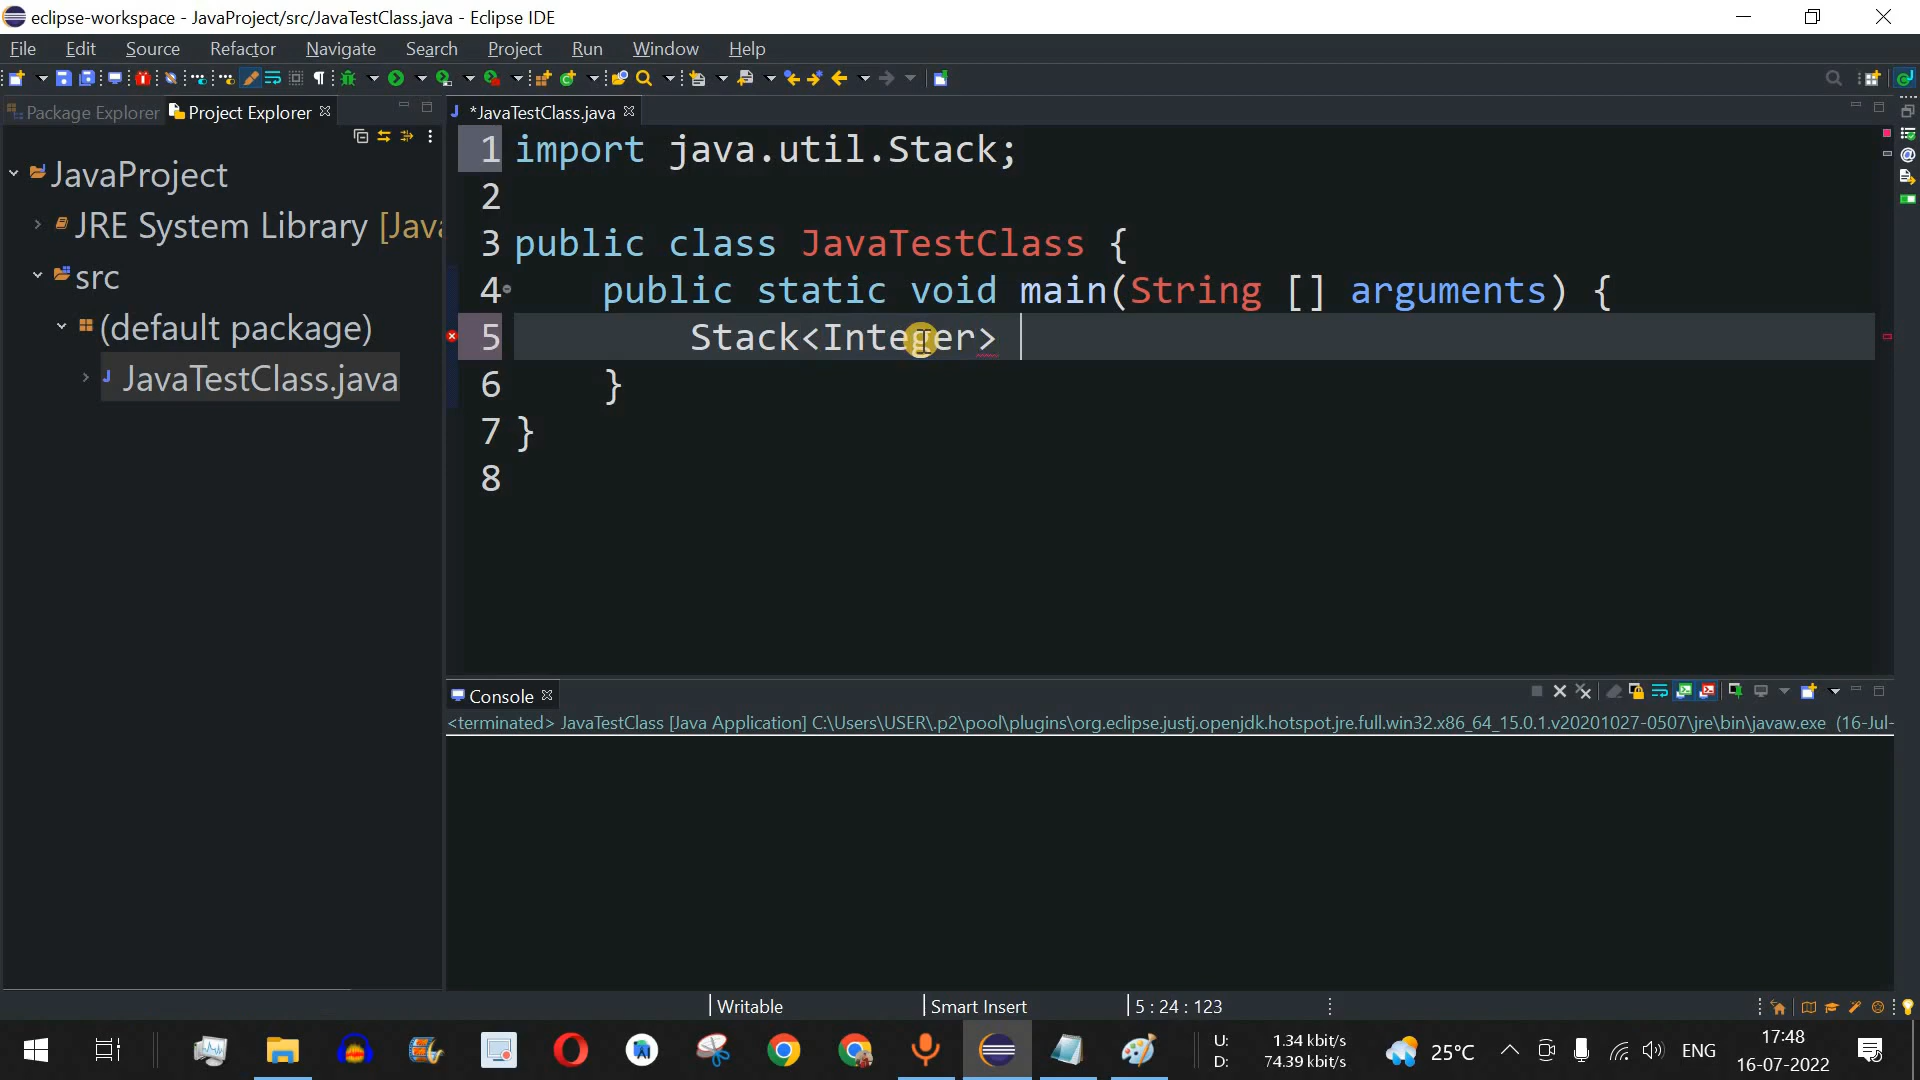 eclipse-workspace - JavaProject/src/JavaTestClass.java - Eclipse IDE
File Edit Source Refactor Navigate Search Project Run Window Help
Package Explorer Project Explorer
*JavaTestClass.java
JavaProject
JRE System Library [Java
src
(default package)
JavaTestClass.java
1 import java.util.Stack;
2
3 public class JavaTestClass {
4 public static void main(String [] arguments) {
5 Stack<Integer>
6 }
7 }
8
Console
<terminated> JavaTestClass [Java Application] C:\Users\USER\.p2\pool\plugins\org.eclipse.justj.openjdk.hotspot.jre.full.win32.x86_64_15.0.1.v20201027-0507\jre\bin\javaw.exe (16-Jul-
Writable Smart Insert 5 : 24 : 123
U: 1.34 kbit/s
D: 74.39 kbit/s
25°C
ENG
17:48
16-07-2022